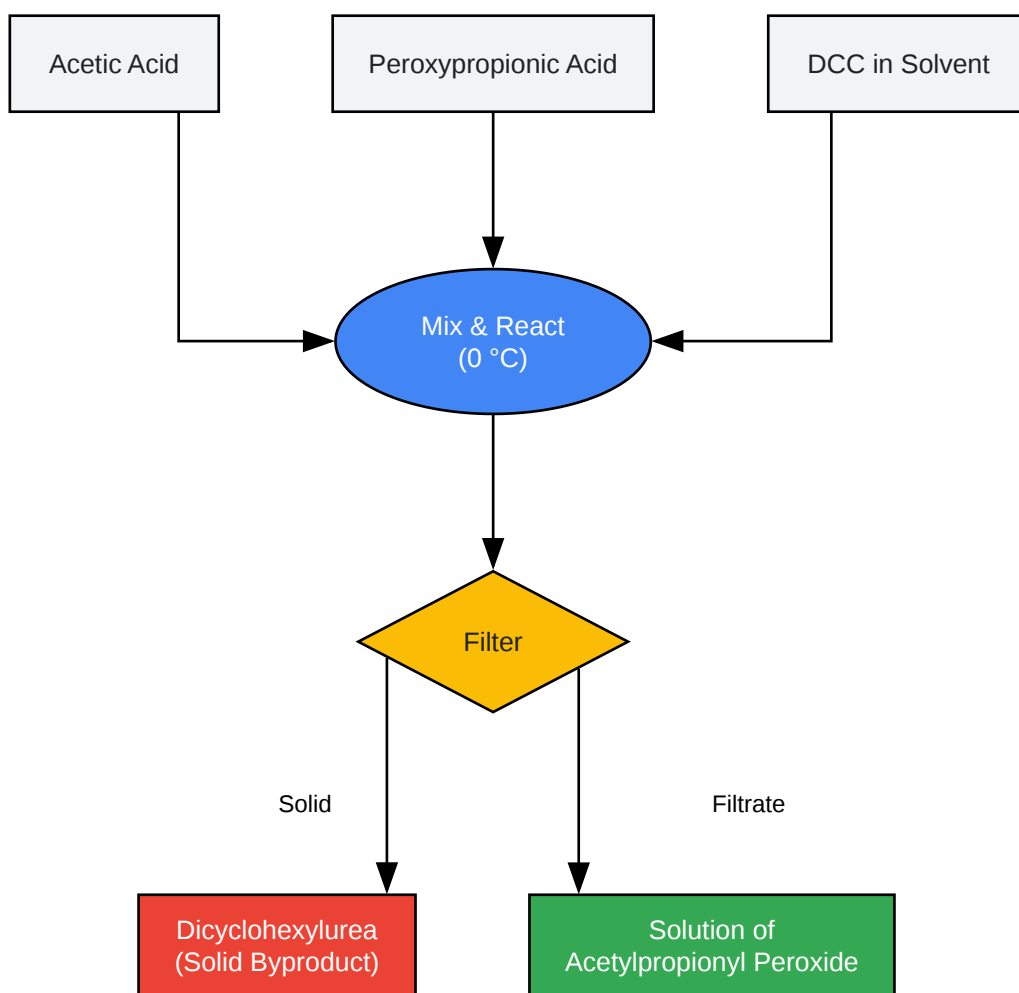 Acetic Acid
Peroxypropionic Acid
DCC in Solvent
Mix & React
(0 °C)
Filter
Solid
Filtrate
Dicyclohexylurea
(Solid Byproduct)
Solution of
Acetylpropionyl Peroxide